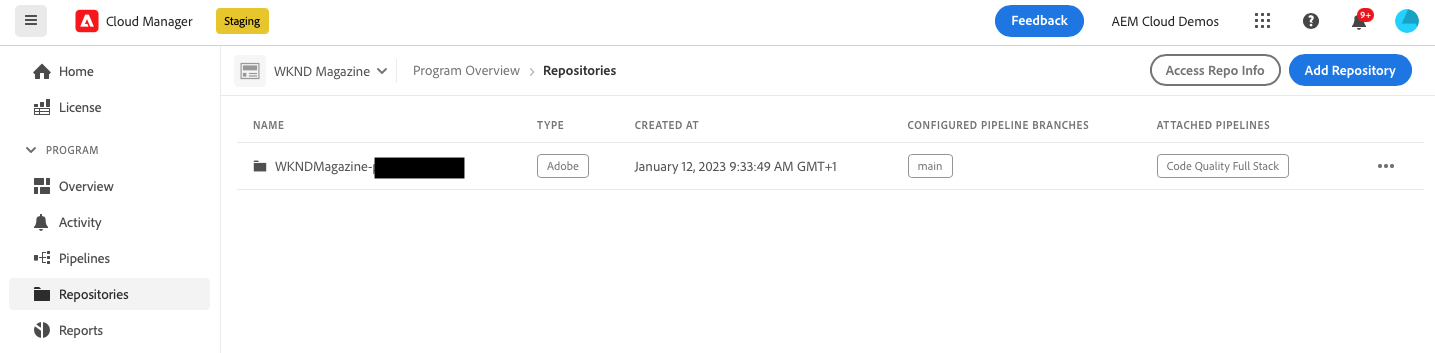 Cloud Manager Staging Feedback AEM Cloud Demos 9+
Home
License
PROGRAM
Overview
Activity
Pipelines
Repositories
Reports
WKND Magazine Program Overview Repositories Access Repo Info Add Repository
NAME TYPE CREATED AT CONFIGURED PIPELINE BRANCHES ATTACHED PIPELINES
WKNDMagazine- Adobe January 12, 2023 9:33:49 AM GMT+1 main Code Quality Full Stack